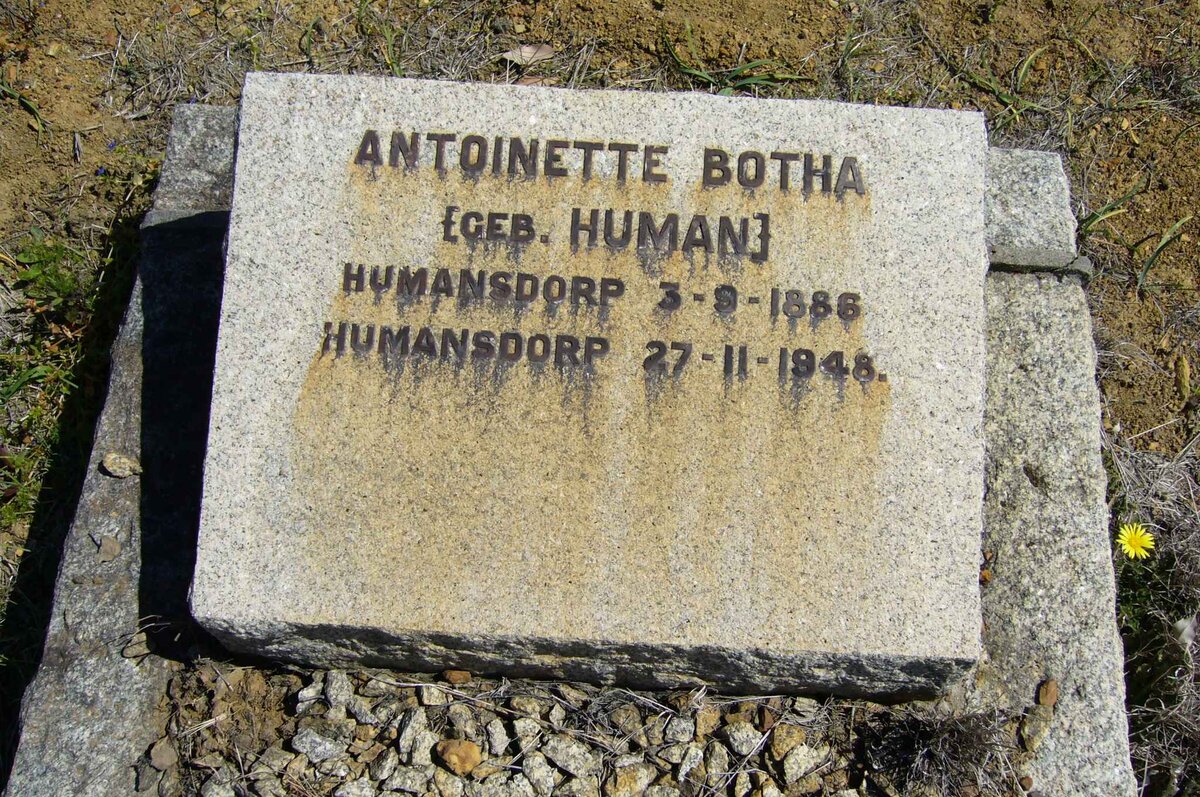 ANTOINETTE BOTHA
{GEB. HUMAN}
HUMANSDORP 3-9-1886
HUMANSDORP 27-11-1948.